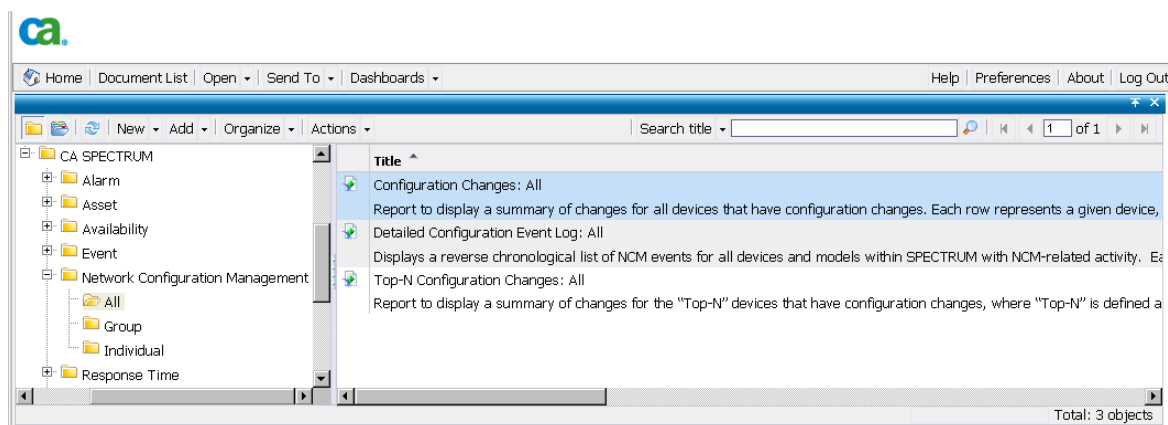 ca.
Home Document List Open Send To Dashboards Help Preferences About Log Out
New Add Organize Actions Search title 1 of 1
CA SPECTRUM
Alarm
Asset
Availability
Event
Network Configuration Management
All
Group
Individual
Response Time
Title
Configuration Changes: All
Report to display a summary of changes for all devices that have configuration changes. Each row represents a given device,
Detailed Configuration Event Log: All
Displays a reverse chronological list of NCM events for all devices and models within SPECTRUM with NCM-related activity. Ea
Top-N Configuration Changes: All
Report to display a summary of changes for the "Top-N" devices that have configuration changes, where "Top-N" is defined a
Total: 3 objects